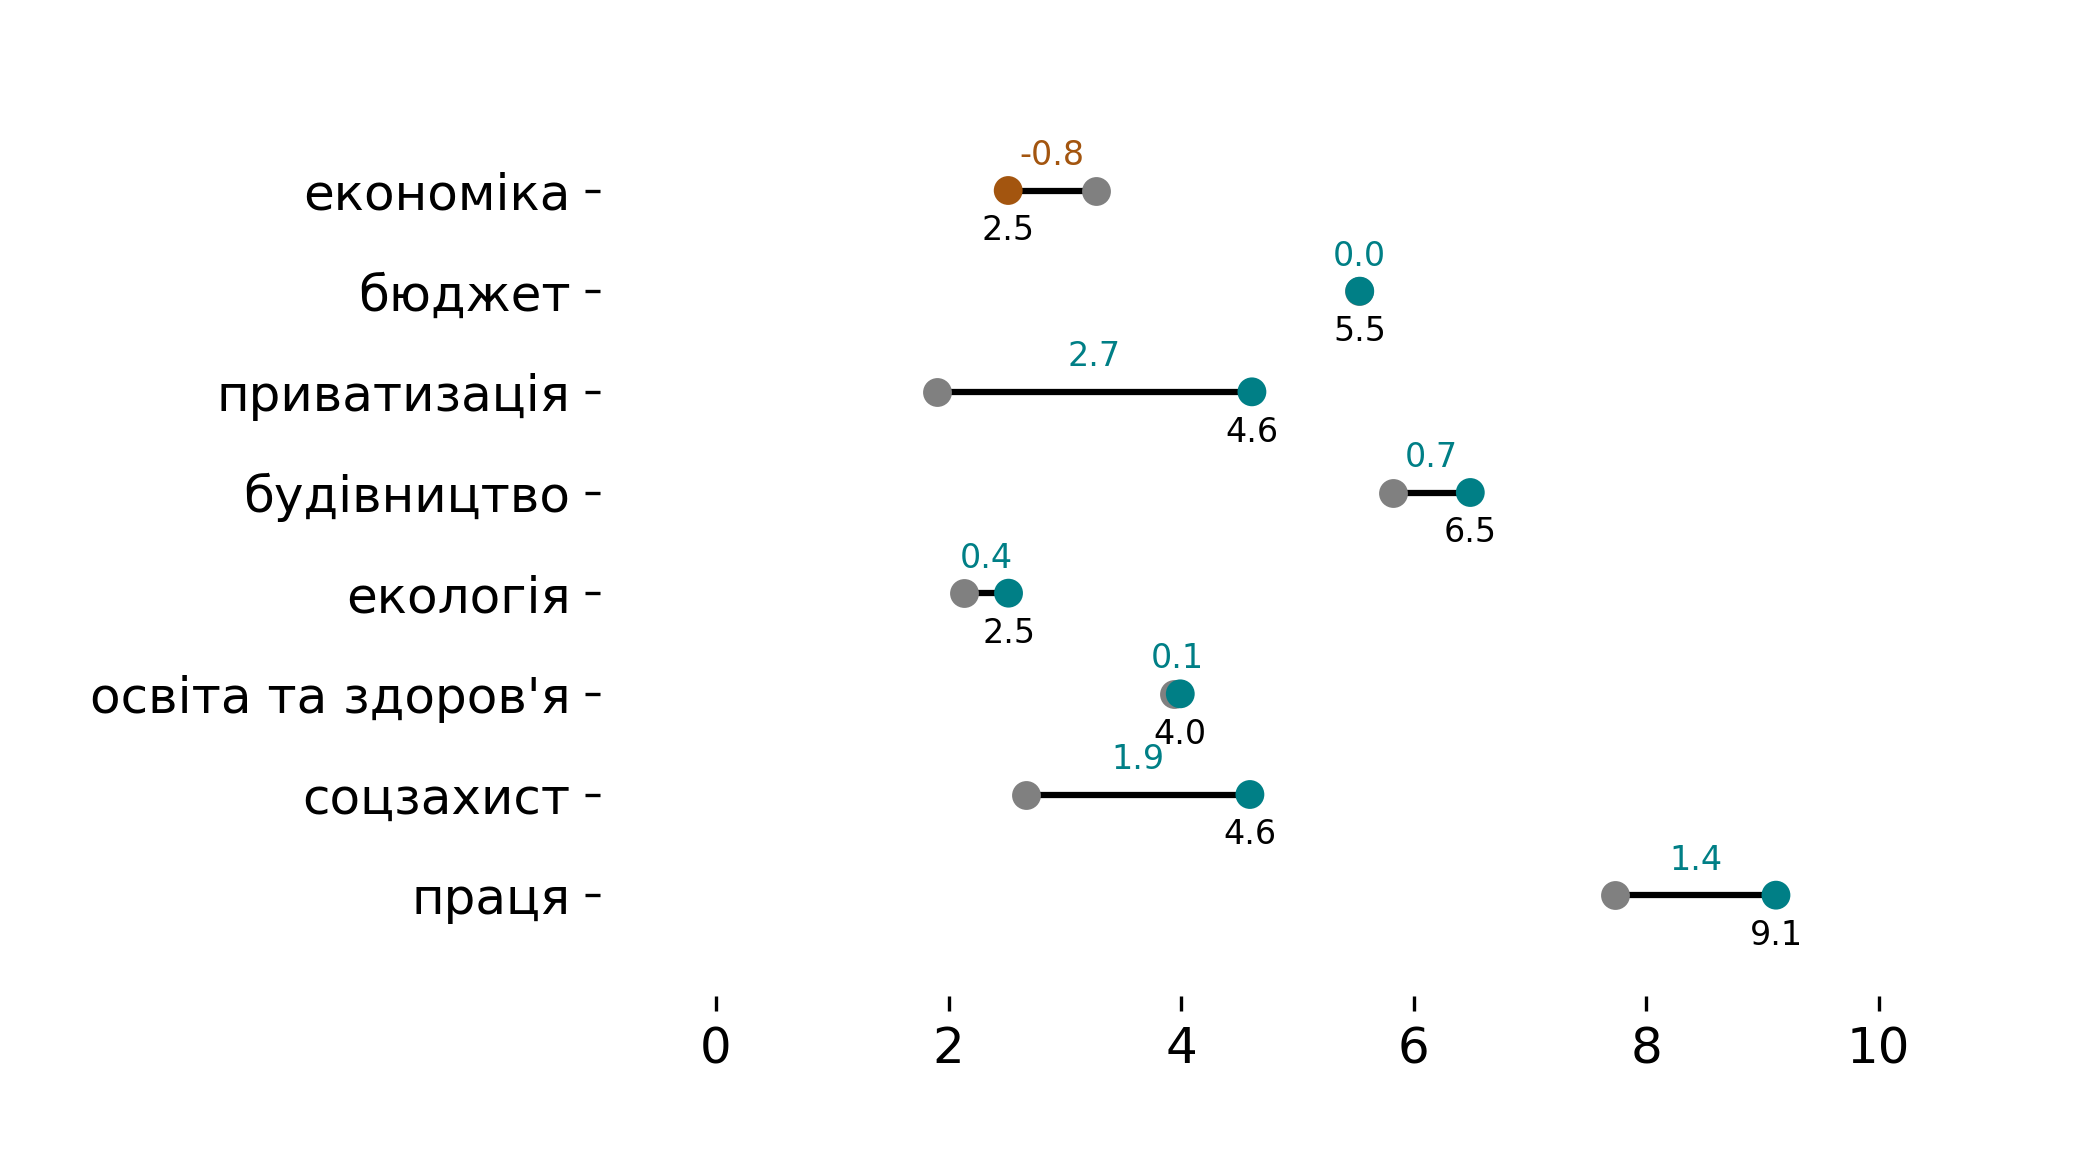 -0.8
економіка
2.5
0.0
бюджет
5.5
2.7
приватизація
4.6
0.7
будівництво
6.5
0.4
екологія
2.5
0.1
освіта та здоров'я
4.0
1.9
соцзахист
4.6
1.4
праця
9.1
0 2 4 6 8 10